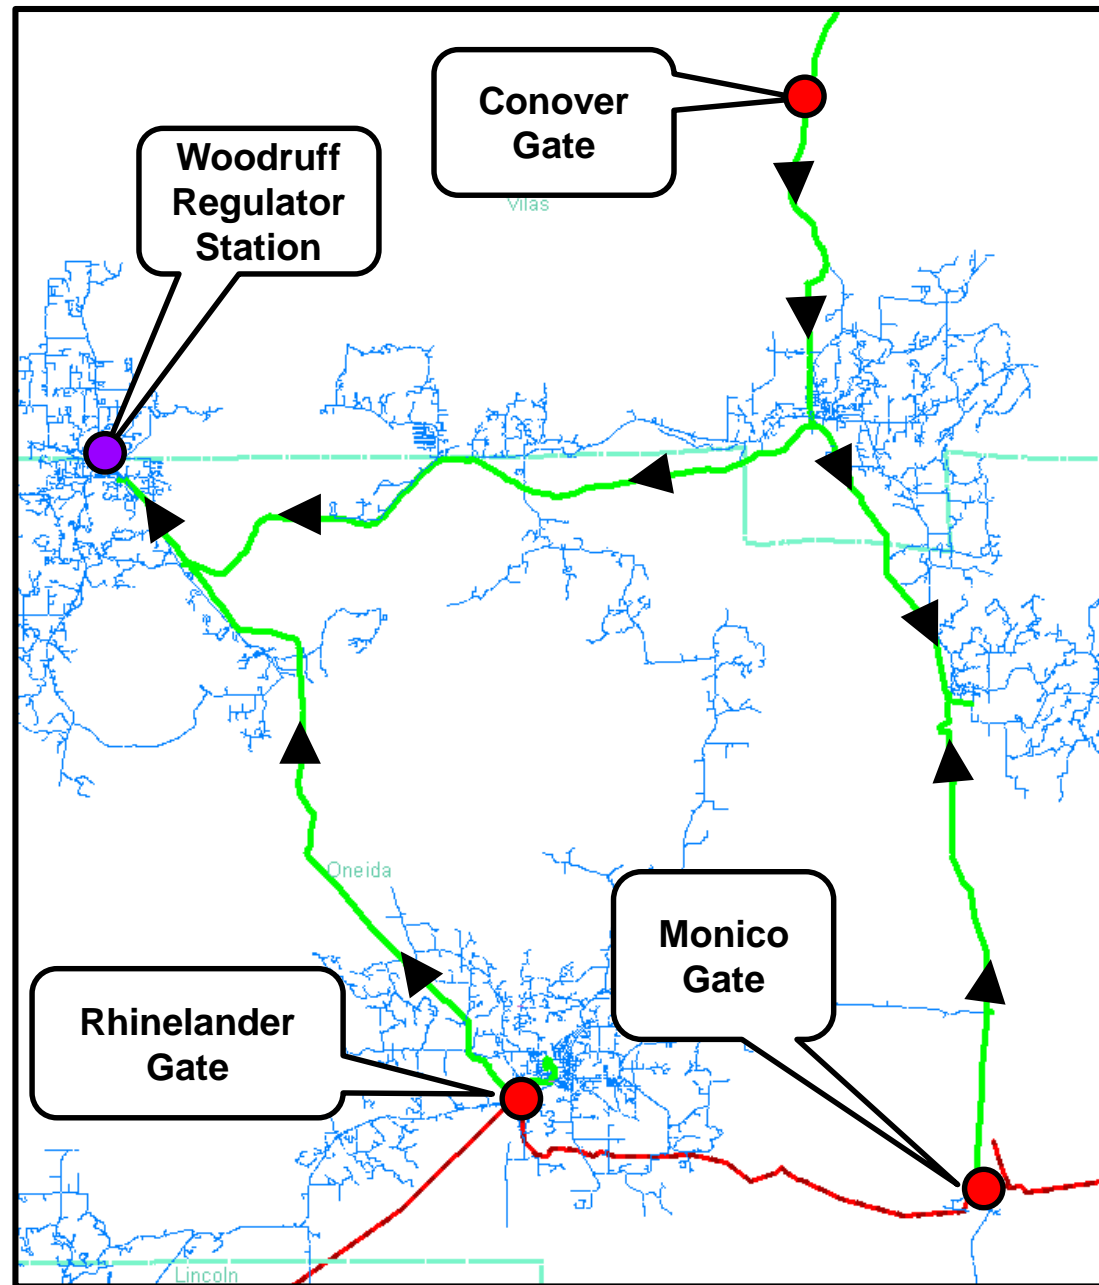 Conover
Gate
Woodruff
Regulator
Station
Vilas
Oneida
Monico
Gate
Rhinelander
Gate
Lincoln